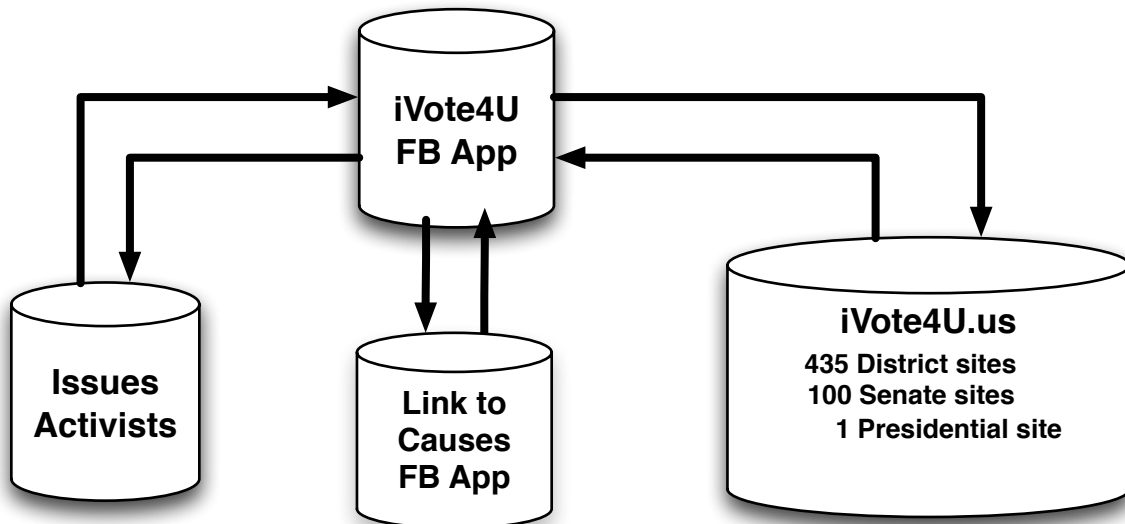 iVote4U
FB App
Issues
Activists
Link to
Causes
FB App
iVote4U.us
435 District sites
100 Senate sites
1 Presidential site